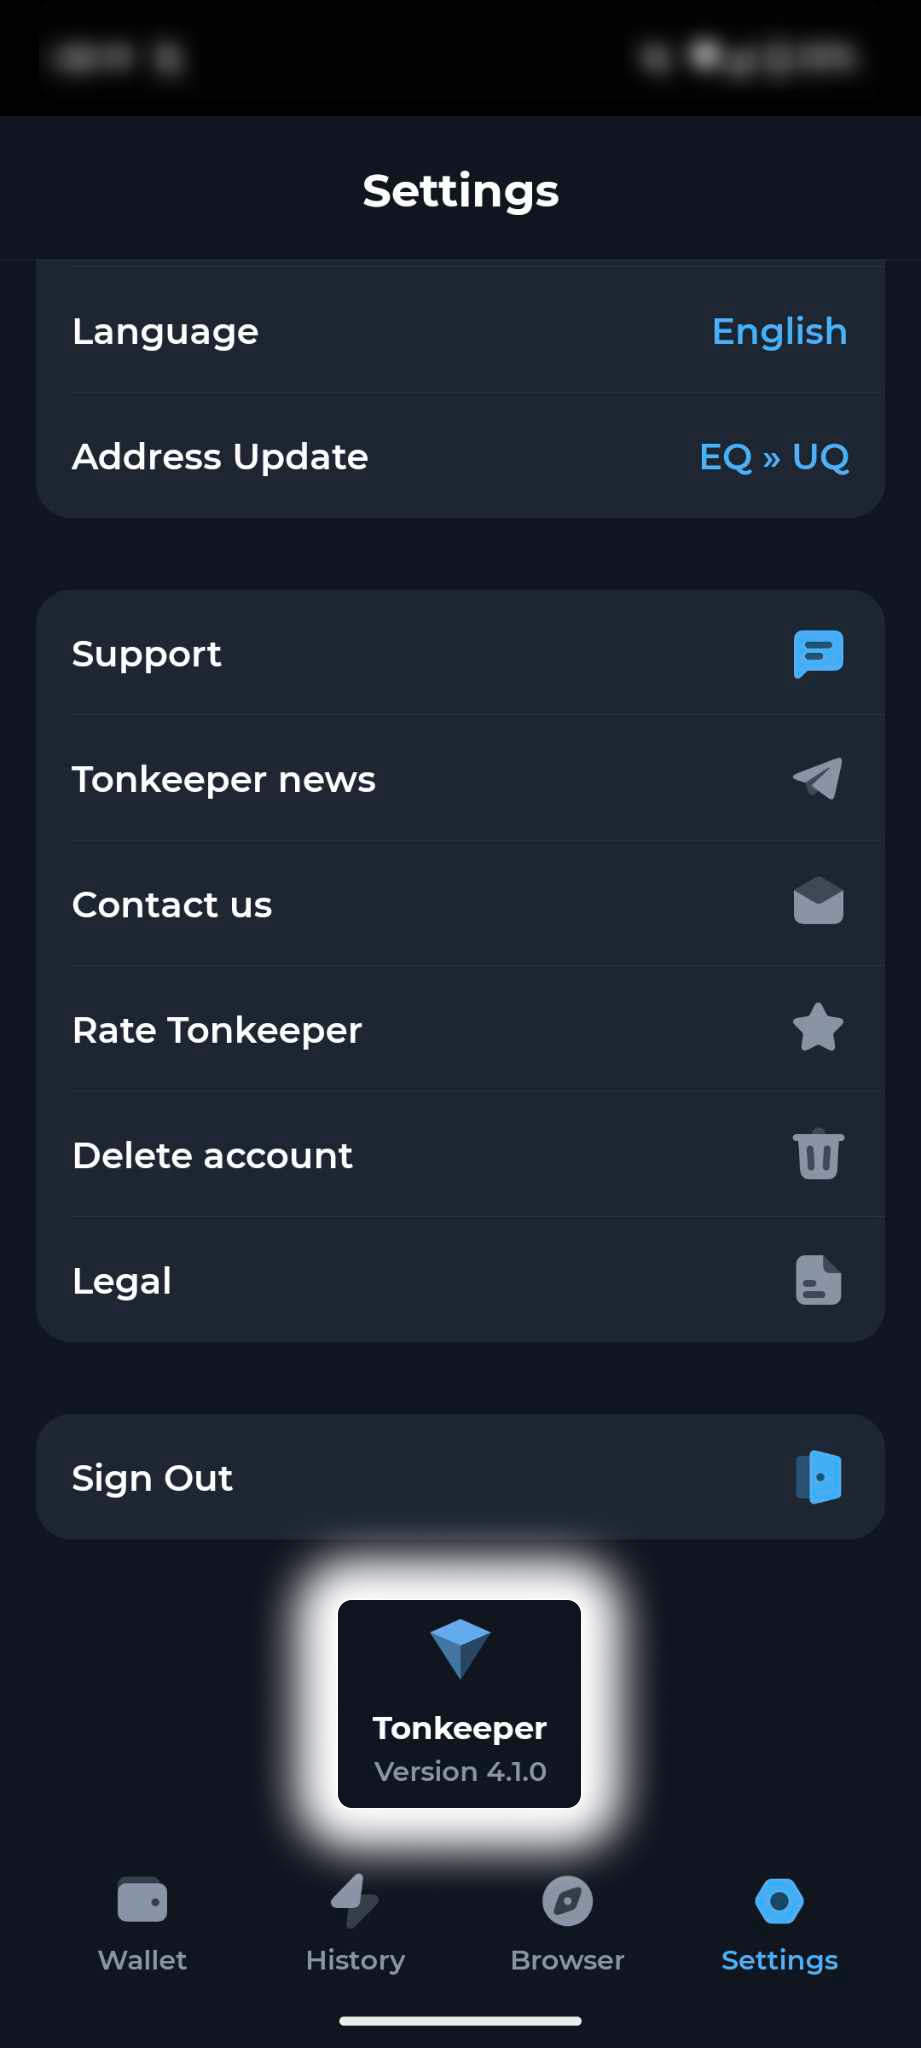 Settings
Language
English
Address Update
EQ » UQ
Support
Tonkeeper news
Contact us
Rate Tonkeeper
Delete account
Legal
Sign Out
Tonkeeper
Version 4.1.0
Wallet
History
Browser
Settings